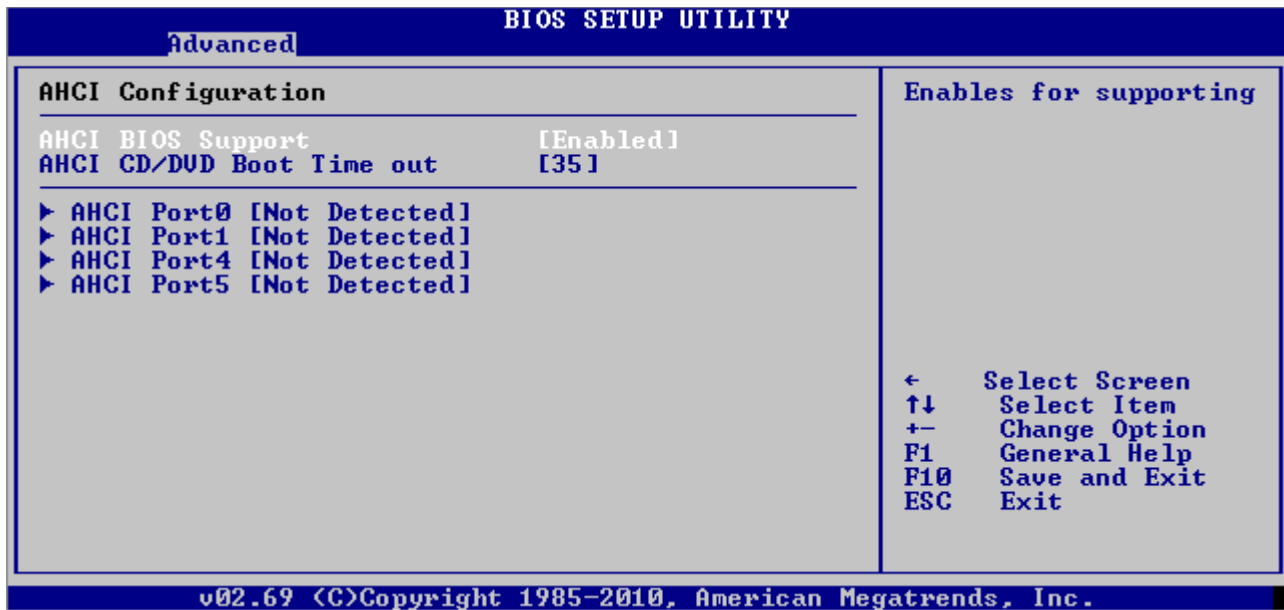 BIOS SETUP UTILITY
Advanced
AHCI Configuration
AHCI BIOS Support [Enabled]
AHCI CD/DVD Boot Time out [35]
► AHCI Port0 [Not Detected]
► AHCI Port1 [Not Detected]
► AHCI Port4 [Not Detected]
► AHCI Port5 [Not Detected]
Enables for supporting
← Select Screen
↑↓ Select Item
+- Change Option
F1 General Help
F10 Save and Exit
ESC Exit
v02.69 (C)Copyright 1985-2010, American Megatrends, Inc.